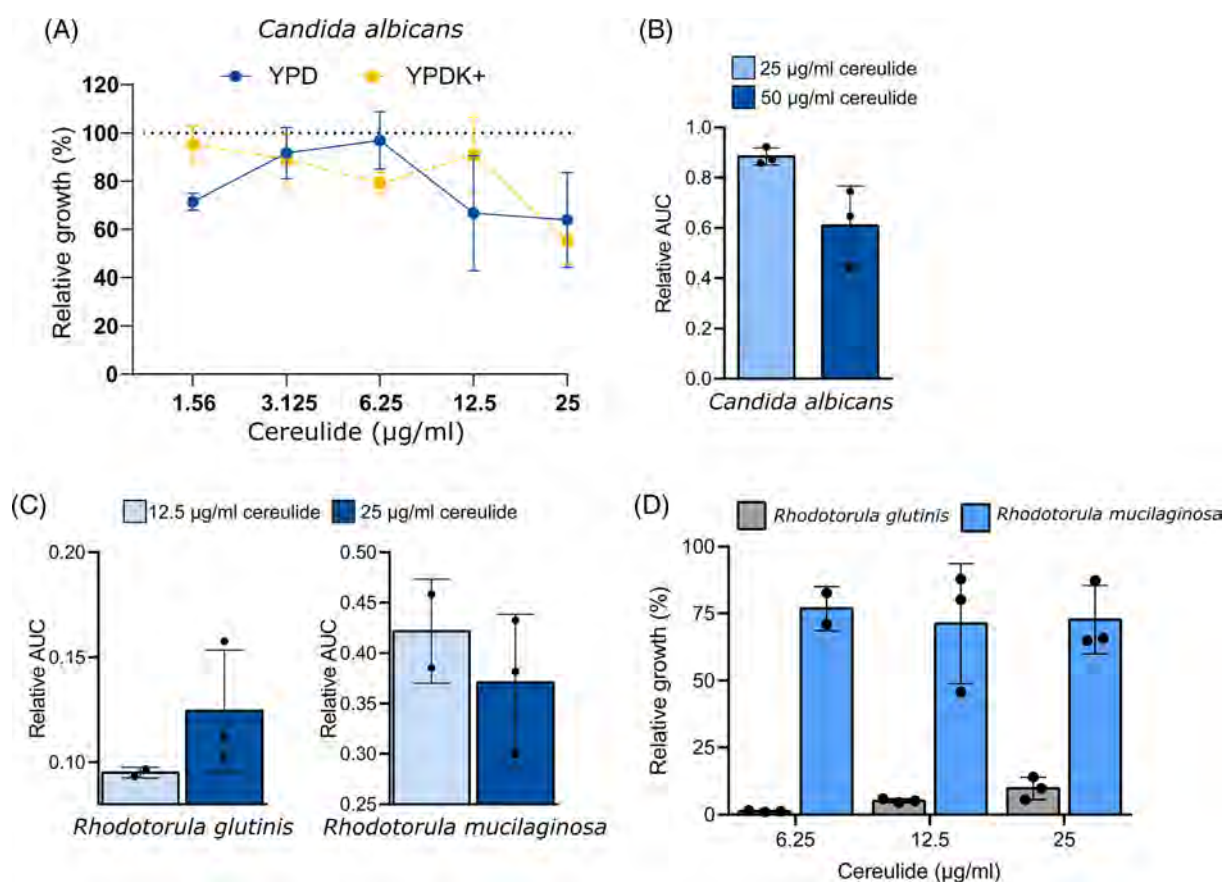 (A)
Candida albicans
YPD YPDK+
Relative growth (%)
120
100
80
60
40
20
0
1.56 3.125 6.25 12.5 25
Cereulide (µg/ml)
(B)
25 µg/ml cereulide
50 µg/ml cereulide
Relative AUC
1.0
0.8
0.6
0.4
0.2
0.0
Candida albicans
(C)
12.5 µg/ml cereulide 25 µg/ml cereulide
Relative AUC
0.20
0.15
0.10
Rhodotorula glutinis
Relative AUC
0.50
0.45
0.40
0.35
0.30
0.25
Rhodotorula mucilaginosa
(D)
Rhodotorula glutinis Rhodotorula mucilaginosa
Relative growth (%)
100
75
50
25
0
6.25 12.5 25
Cereulide (µg/ml)